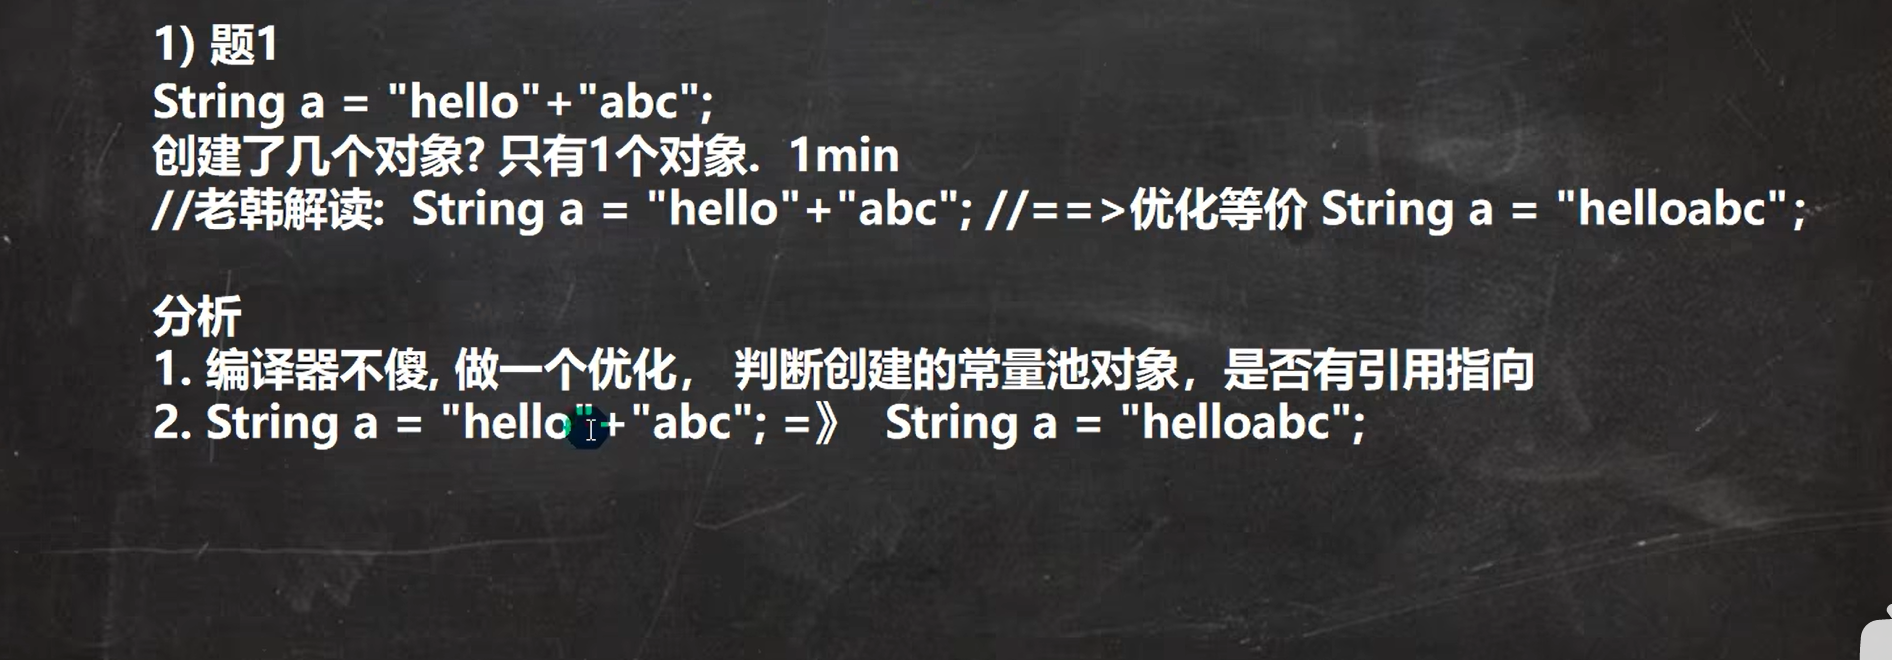 1) 题1
String a = "hello"+"abc";
创建了几个对象? 只有1个对象.  1min
//老韩解读:  String a = "hello"+"abc"; //==>优化等价 String a = "helloabc";
分析
1. 编译器不傻, 做一个优化， 判断创建的常量池对象，是否有引用指向
2. String a = "hello"+"abc"; =》  String a = "helloabc";